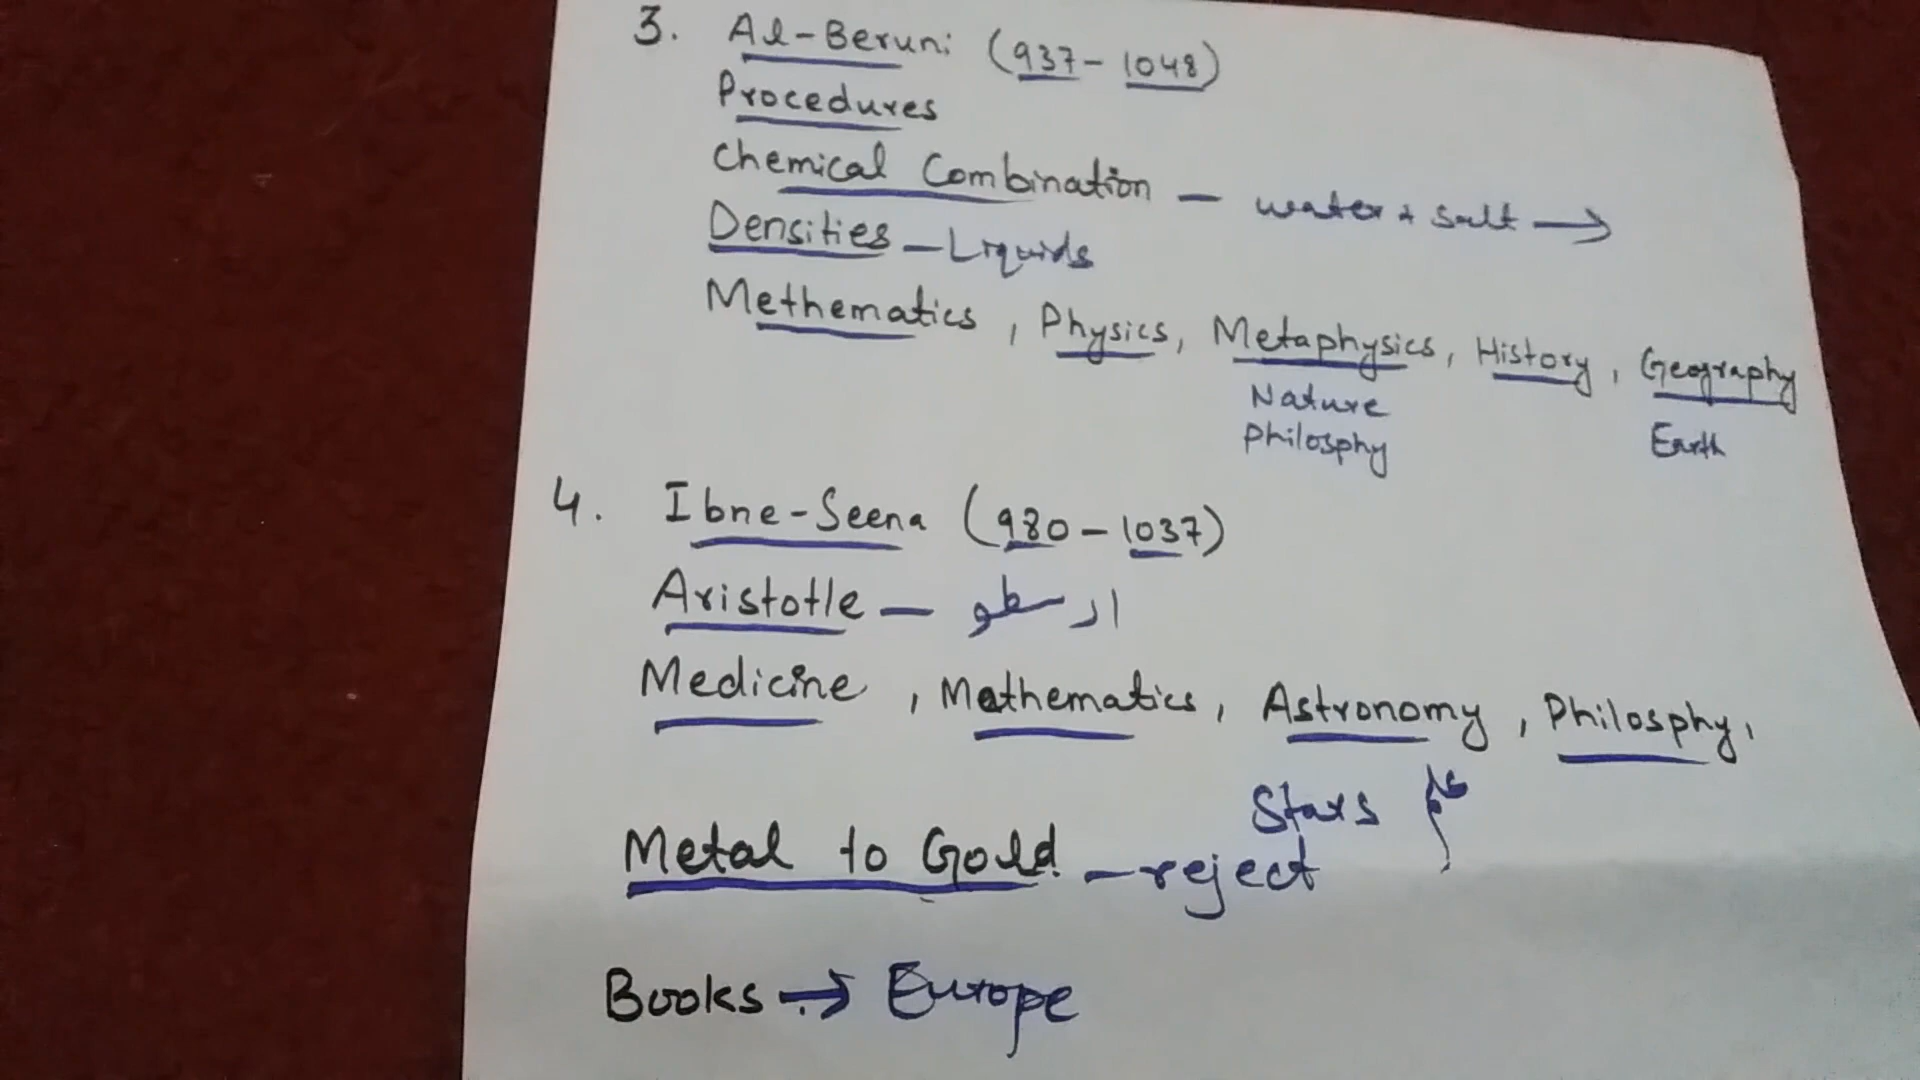 3. Al-Beruni (937-1048)
Procedures
Chemical Combination - water + salt →
Densities - Liquids
Methematics, Physics, Metaphysics, History, Geography
Nature Earth
Philosphy
4. Ibne-Seena (980-1037)
Aristotle - ارسطو
Medicine, Mathematics, Astronomy, Philosphy,
Stars
Metal to Gold. - reject
Books → Europe